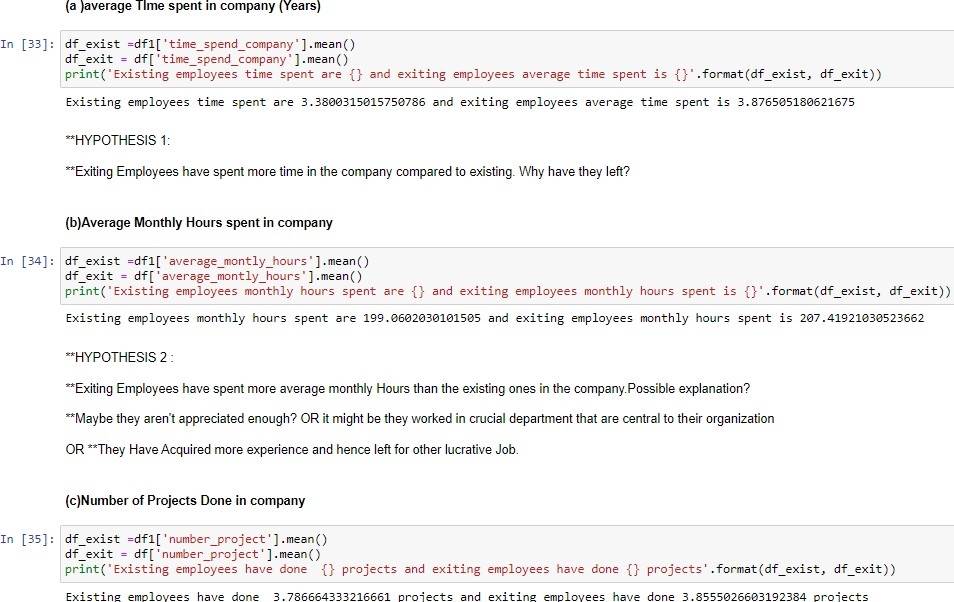 (a )average TIme spent in company (Years)
In [33]: df_exist =df1['time_spend_company'].mean()
df_exit = df['time_spend_company'].mean()
print('Existing employees time spent are {} and exiting employees average time spent is {}'.format(df_exist, df_exit))
Existing employees time spent are 3.3800315015750786 and exiting employees average time spent is 3.876505180621675
**HYPOTHESIS 1:
**Exiting Employees have spent more time in the company compared to existing. Why have they left?
(b)Average Monthly Hours spent in company
In [34]: df_exist =df1['average_montly_hours'].mean()
df_exit = df['average_montly_hours'].mean()
print('Existing employees monthly hours spent are {} and exiting employees monthly hours spent is {}'.format(df_exist, df_exit))
Existing employees monthly hours spent are 199.0602030101505 and exiting employees monthly hours spent is 207.41921030523662
**HYPOTHESIS 2 :
**Exiting Employees have spent more average monthly Hours than the existing ones in the company.Possible explanation?
**Maybe they aren't appreciated enough? OR it might be they worked in crucial department that are central to their organization
OR **They Have Acquired more experience and hence left for other lucrative Job.
(c)Number of Projects Done in company
In [35]: df_exist =df1['number_project'].mean()
df_exit = df['number_project'].mean()
print('Existing employees have done  {} projects and exiting employees have done {} projects'.format(df_exist, df_exit))
Existing employees have done  3.786664333216661 projects and exiting employees have done 3.8555026603192384 projects